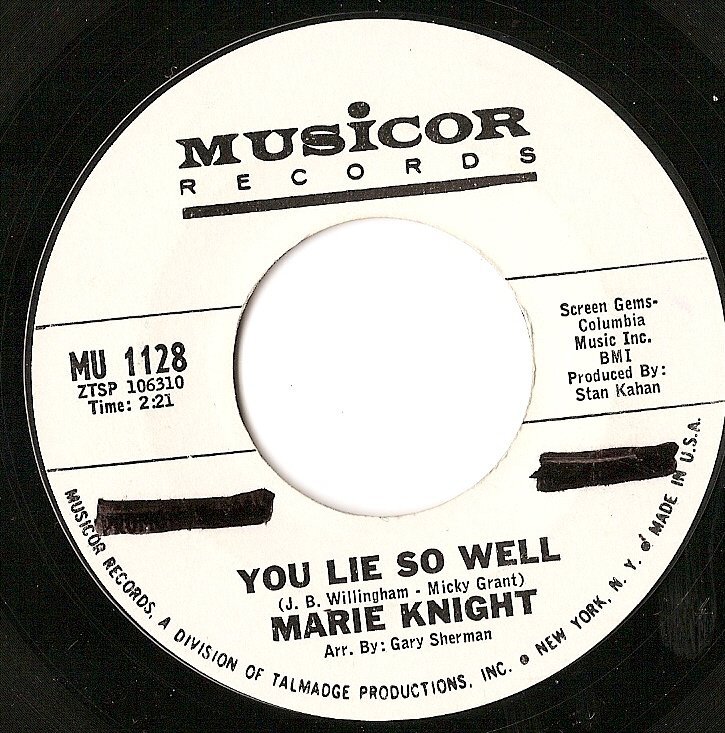 MUSiCOR
RECORDS
MU 1128
ZTSP 106310
Time: 2:21
Screen Gems-
Columbia
Music Inc.
BMI
Produced By:
Stan Kahan
YOU LIE SO WELL
(J. B. Willingham - Micky Grant)
MARIE KNIGHT
Arr. By: Gary Sherman
MUSICOR RECORDS, A DIVISION OF TALMADGE PRODUCTIONS, INC. ● NEW YORK, N. Y. ● MADE IN U.S.A.